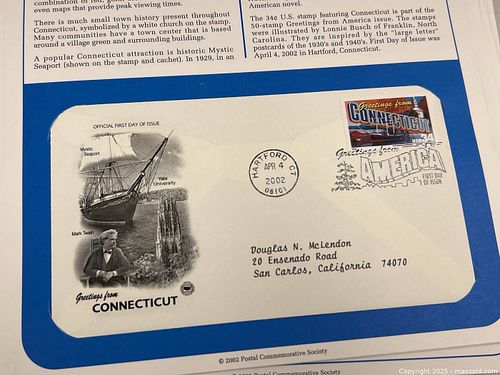 combination of red, gold,
even maps that provide peak viewing times.
There is much small town history present throughout
Connecticut, symbolized by a white church on the stamp.
Many communities have a town center that is based
around a village green and surrounding buildings.
A popular Connecticut attraction is historic Mystic
Seaport (shown on the stamp and cachet). In 1929, an
American novel.
The 34¢ U.S. stamp featuring Connecticut is part of the
50-stamp Greetings from America issue. The stamps
were illustrated by Lonnie Busch of Franklin, North
Carolina. They are inspired by the "large letter"
postcards of the 1930's and 1940's. First Day of Issue was
April 4, 2002 in Hartford, Connecticut.
OFFICIAL FIRST DAY OF ISSUE
Mystic
Seaport
Yale
University
Mark Twain
Greetings from
CONNECTICUT
HARTFORD CT
APR 4
2002
06101
Greetings from
CONNECTICUT
Greetings from
AMERICA
FIRST DAY
OF ISSUE
Douglas N. McLendon
20 Ensenado Road
San Carlos, California 74070
© 2002 Postal Commemorative Society
Postal Commemorative Society
Copyright 2025 - maxsold.com